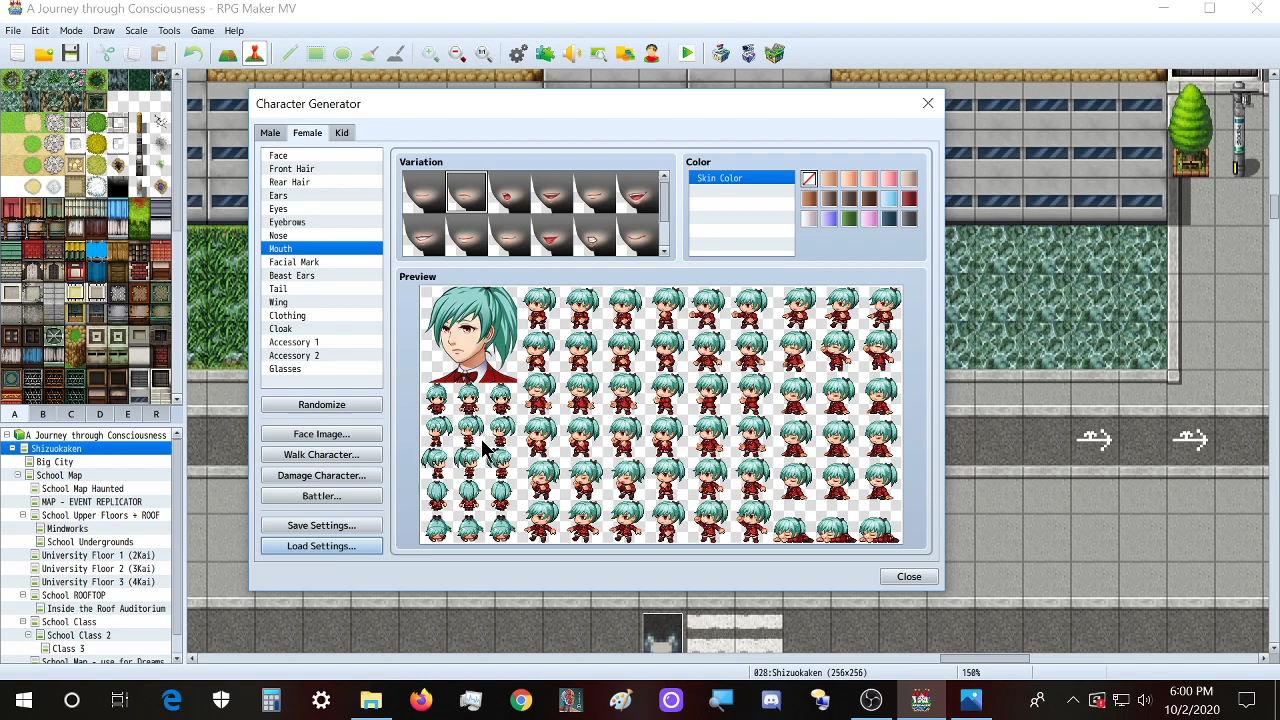 A Journey through Consciousness - RPG Maker MV
File Edit Mode Draw Scale Tools Game Help
Character Generator
Male Female Kid
Face
Front Hair
Rear Hair
Ears
Eyes
Eyebrows
Nose
Mouth
Facial Mark
Beast Ears
Tail
Wing
Clothing
Cloak
Accessory 1
Accessory 2
Glasses
Randomize
Face Image...
Walk Character...
Damage Character...
Battler...
Save Settings...
Load Settings...
Variation
Color
Skin Color
Preview
Close
A B C D E R
A Journey through Consciousness
Shizuokaken
Big City
School Map
School Map Haunted
MAP - EVENT REPLICATOR
School Upper Floors + ROOF
Mindworks
School Undergrounds
University Floor 1 (2Kai)
University Floor 2 (3Kai)
University Floor 3 (4Kai)
School ROOFTOP
Inside the Roof Auditorium
School Class
School Class 2
Class 3
School Map - use for Dreams
028:Shizuokaken (256x256) 150%
6:00 PM
10/2/2020